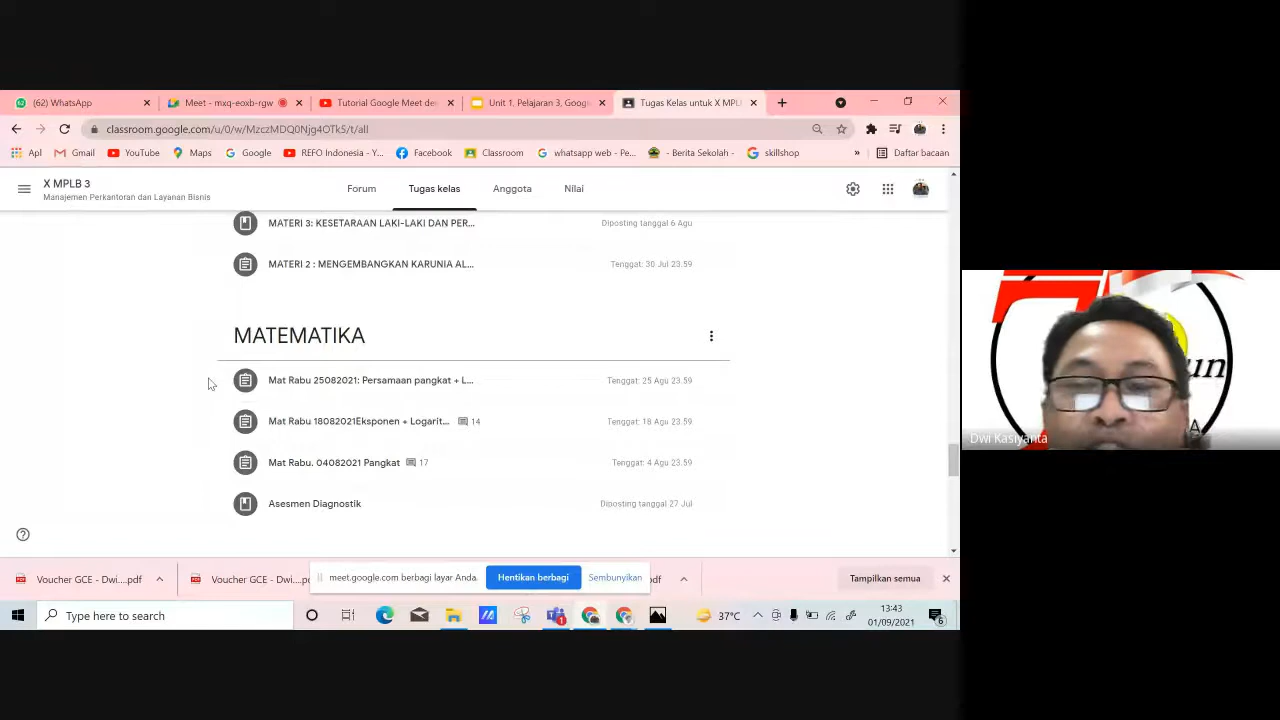 (62) WhatsApp
Meet - mxq-eoxb-rgw
Tutorial Google Meet de
Unit 1, Pelajaran 3, Goog
Tugas Kelas untuk X MPL
classroom.google.com/u/0/w/MzczMDQ0Njg4OTkS/t/all
Apl Gmail YouTube Maps Google REFO Indonesia - Y... Facebook Classroom whatsapp web - Pe... - Berita Sekolah - skillshop » Daftar bacaan
X MPLB 3
Manajemen Perkantoran dan Layanan Bisnis
Forum Tugas kelas Anggota Nilai
MATERI 3: KESETARAAN LAKI-LAKI DAN PER... Diposting tanggal 6 Agu
MATERI 2 : MENGEMBANGKAN KARUNIA AL... Tenggat: 30 Jul 23.59
MATEMATIKA
Mat Rabu 25082021: Persamaan pangkat + L... Tenggat: 25 Agu 23.59
Mat Rabu 18082021Eksponen + Logarit... 14 Tenggat: 18 Agu 23.59
Mat Rabu. 04082021 Pangkat 17 Tenggat: 4 Agu 23.59
Asesmen Diagnostik Diposting tanggal 27 Jul
un
Dwi Kasiyanta
Voucher GCE - Dwi....pdf
Voucher GCE - Dwi....p
meet.google.com berbagi layar Anda.
Hentikan berbagi
Sembunyikan
df
Tampilkan semua
Type here to search
37°C
13:43
01/09/2021